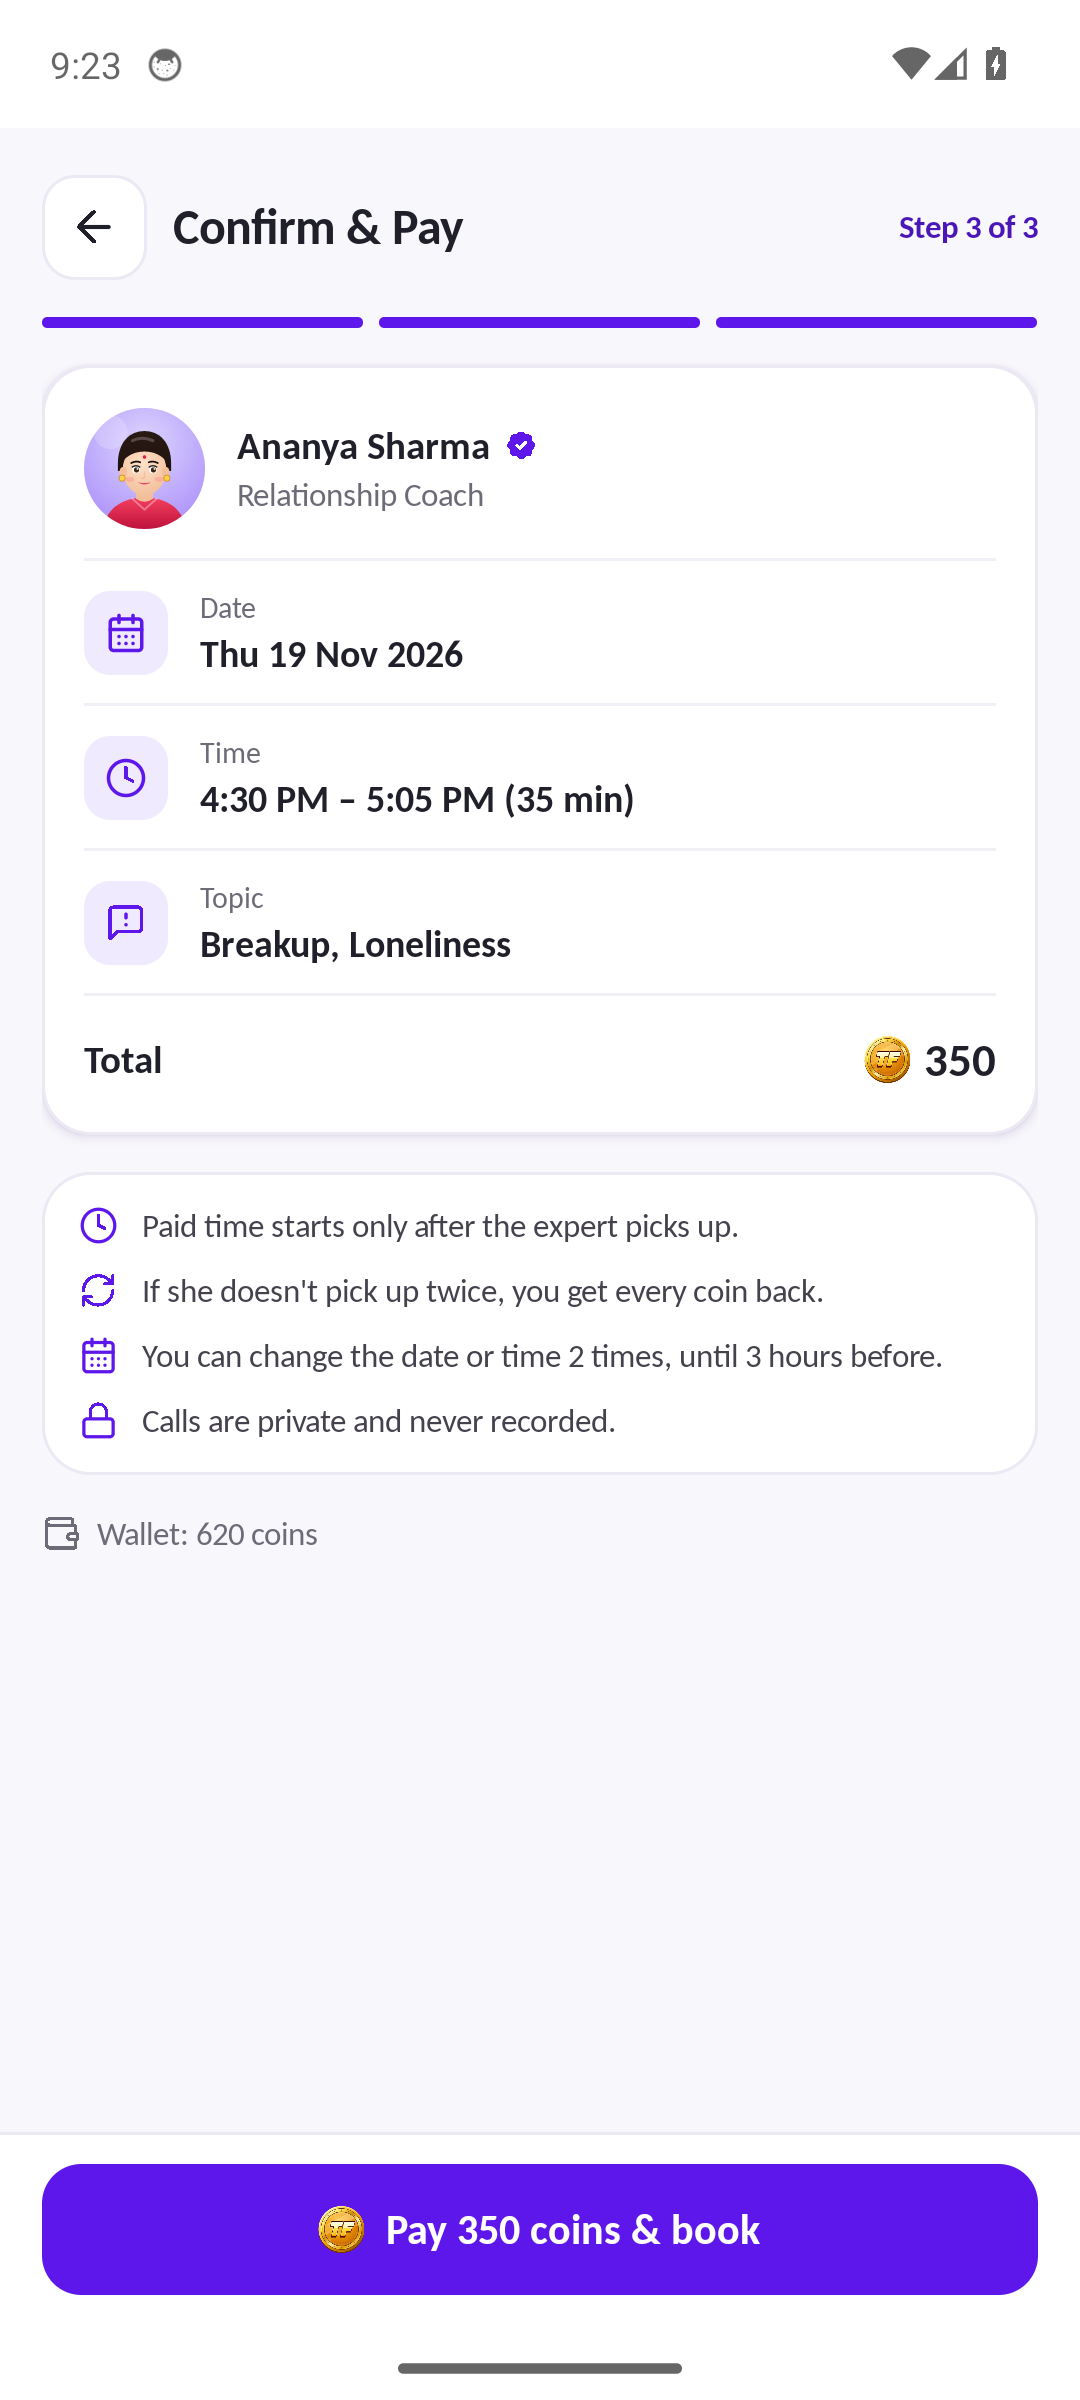 9:23
Confirm & Pay
Step 3 of 3
Ananya Sharma
Relationship Coach
Date
Thu 19 Nov 2026
Time
4:30 PM – 5:05 PM (35 min)
Topic
Breakup, Loneliness
Total
350
Paid time starts only after the expert picks up.
If she doesn't pick up twice, you get every coin back.
You can change the date or time 2 times, until 3 hours before.
Calls are private and never recorded.
Wallet: 620 coins
Pay 350 coins & book